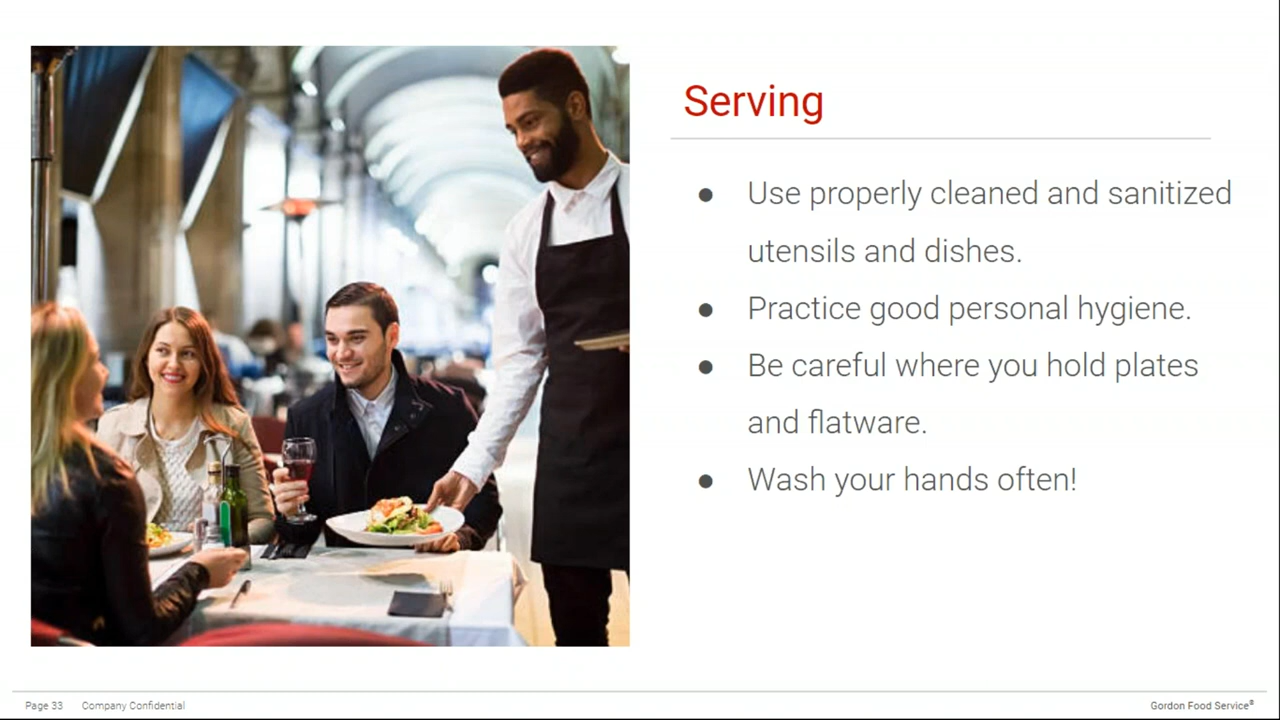 Serving
● Use properly cleaned and sanitized
utensils and dishes.
● Practice good personal hygiene.
● Be careful where you hold plates
and flatware.
● Wash your hands often!
Page 33 Company Confidential Gordon Food Service®